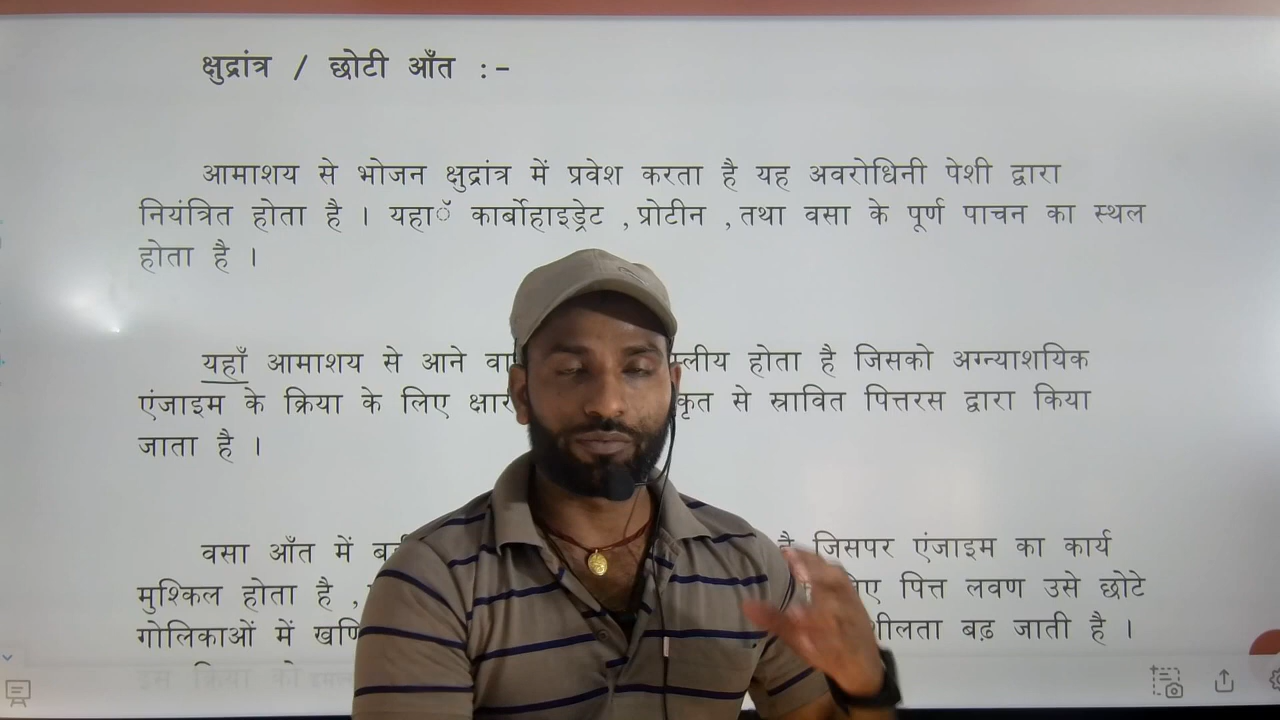 क्षुद्रांत्र / छोटी आँत :-
आमाशय से भोजन क्षुद्रांत्र में प्रवेश करता है यह अवरोधिनी पेशी द्वारा
नियंत्रित होता है । यहाॅ कार्बोहाइड्रेट ,प्रोटीन ,तथा वसा के पूर्ण पाचन का स्थल
होता है ।
यहाँ आमाशय से आने होता है जिसको अग्न्याशयिक
एंजाइम के क्रिया के लिए से स्रावित पित्तरस द्वारा किया
जाता है ।
वसा आँत में है जिसपर एंजाइम का कार्य
मुश्किल होता है , पित्त लवण उसे छोटे
गोलिकाओं में बढ़ जाती है ।